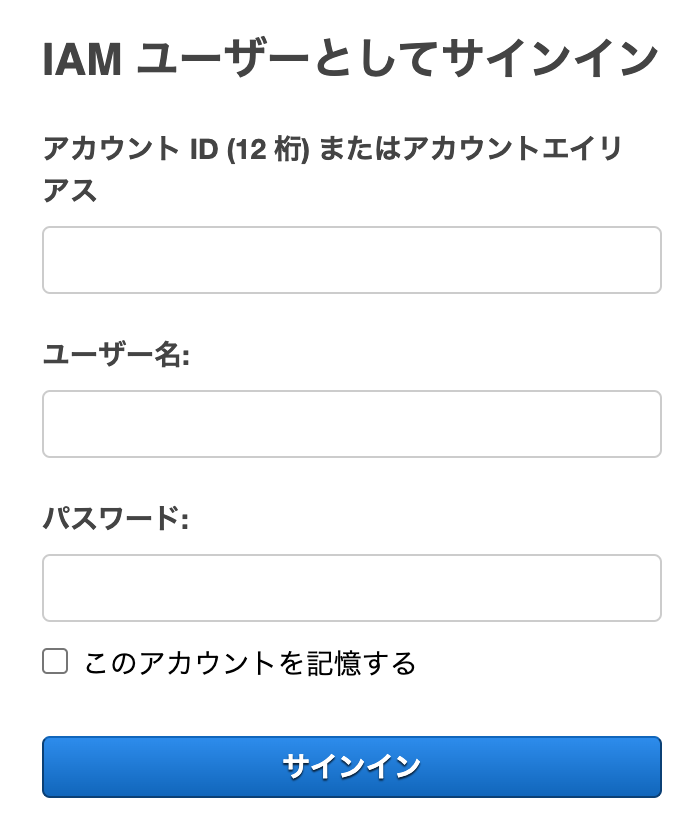 IAM ユーザーとしてサインイン
アカウント ID (12 桁) またはアカウントエイリ
アス
ユーザー名:
パスワード:
このアカウントを記憶する
サインイン